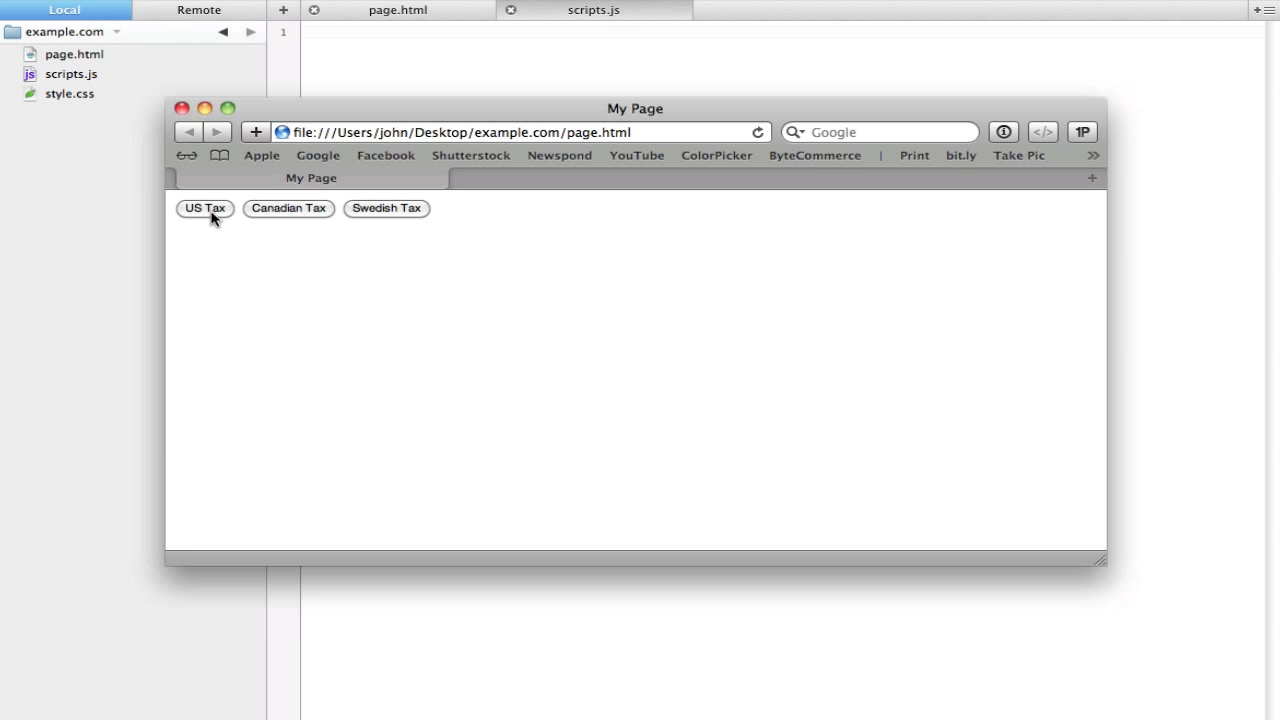 Local Remote + page.html scripts.js
example.com 1
page.html
js scripts.js
style.css
My Page
+ file:///Users/john/Desktop/example.com/page.html Google 1P
Apple Google Facebook Shutterstock Newspond YouTube ColorPicker ByteCommerce | Print bit.ly Take Pic »
My Page +
US Tax Canadian Tax Swedish Tax